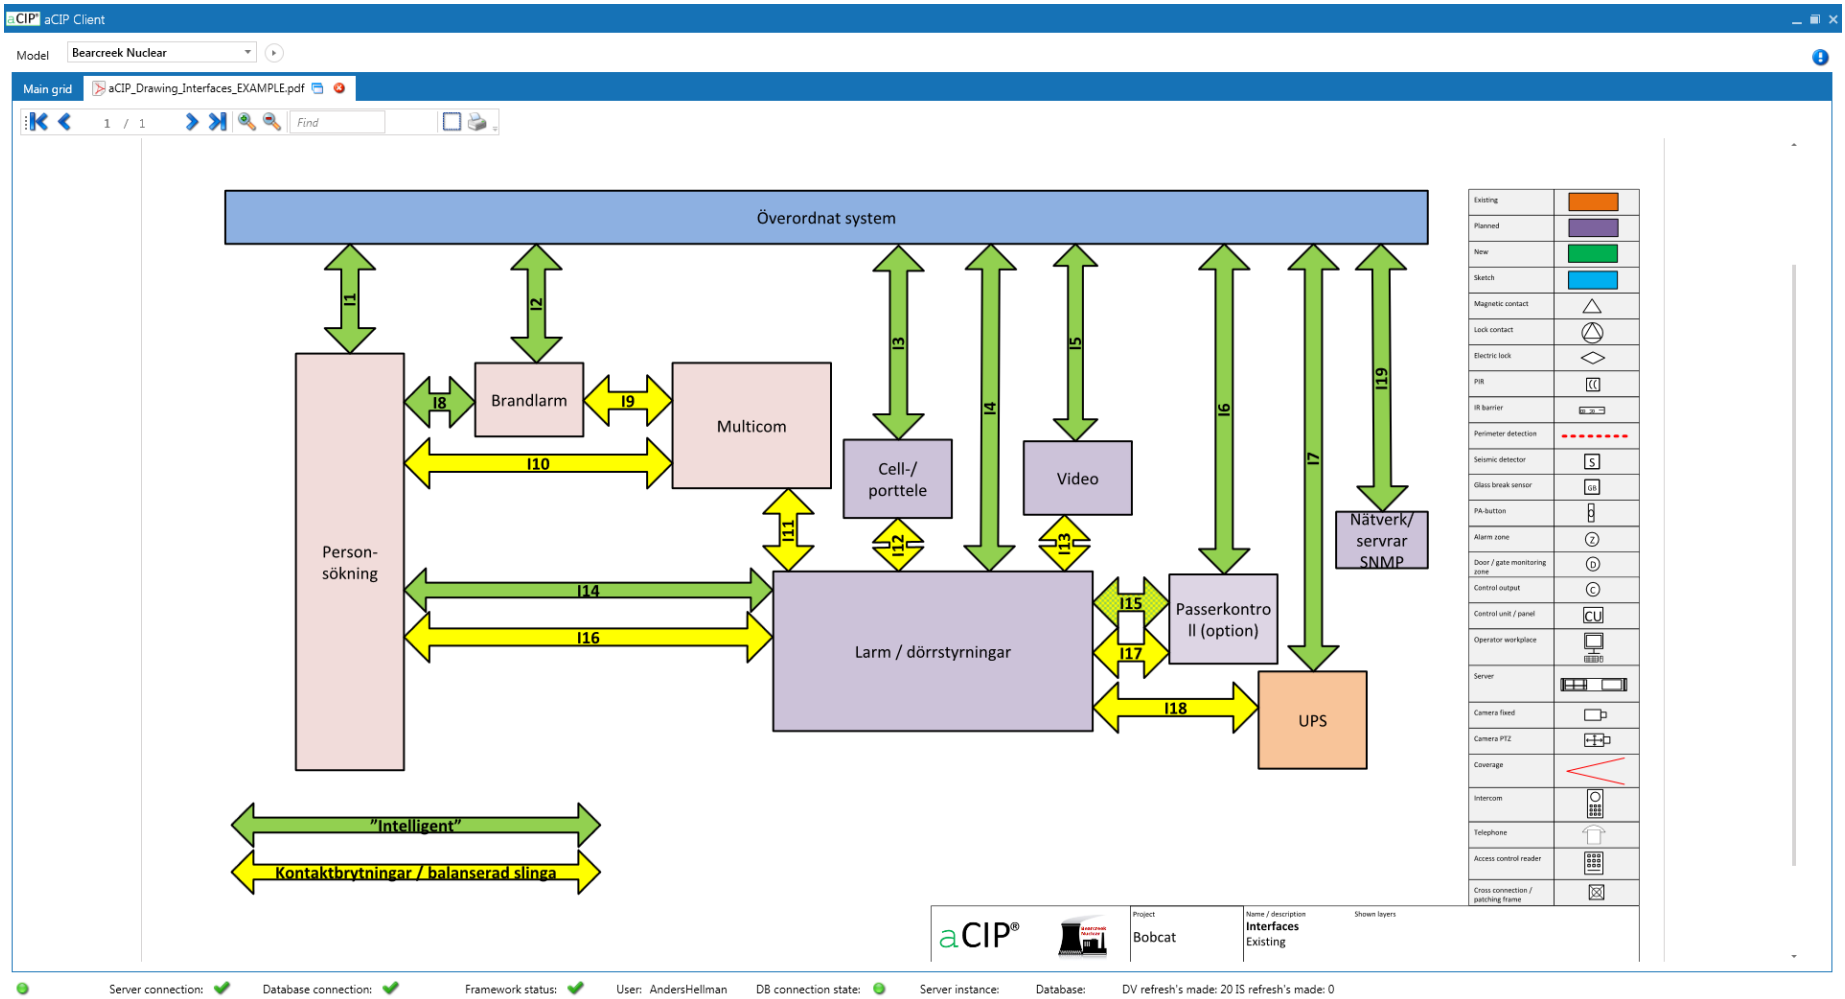 aCIP® aCIP Client
Model
Bearcreek Nuclear
Main grid
aCIP_Drawing_Interfaces_EXAMPLE.pdf
1 / 1
Find
Överordnat system
I1
I2
I3
I4
I5
I6
I7
I19
Person-
sökning
I8
Brandlarm
I9
Multicom
I10
I11
Cell-/
porttele
I12
Video
I13
Nätverk/
servrar
SNMP
I14
I16
Larm / dörrstyrningar
I15
I17
Passerkontro
ll (option)
I18
UPS
"Intelligent"
Kontaktbrytningar / balanserad slinga
Existing
Planned
New
Sketch
Magnetic contact
Lock contact
Electric lock
PIR
IR barrier
Perimeter detection
Seismic detector
S
Glass break sensor
GB
PA-button
Alarm zone
Z
Door / gate monitoring
zone
D
Control output
C
Control unit / panel
CU
Operator workplace
Server
Camera fixed
Camera PTZ
Coverage
Intercom
Telephone
Access control reader
Cross connection /
patching frame
aCIP®
Bearcreek
Nuclear
Project
Bobcat
Name / description
Interfaces
Existing
Shown layers
Server connection:
Database connection:
Framework status:
User: AndersHellman
DB connection state:
Server instance:
Database:
DV refresh's made: 20 IS refresh's made: 0